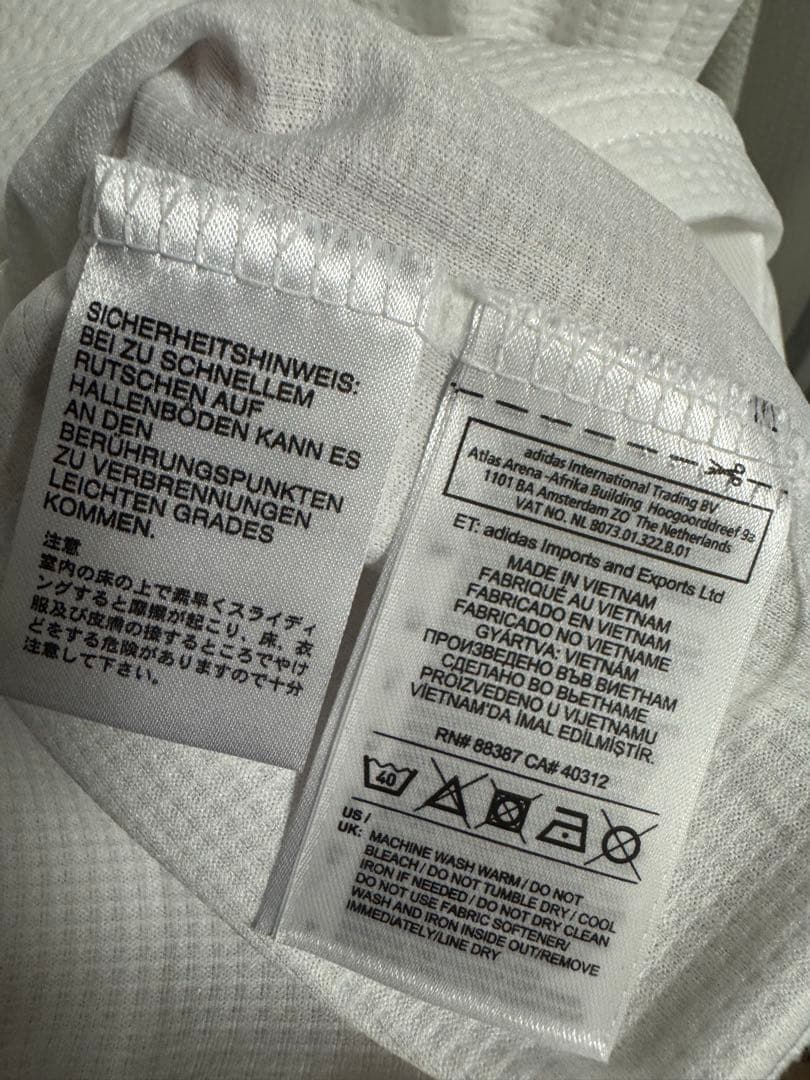 SICHERHEITSHINWEIS:
BEI ZU SCHNELLEM
RUTSCHEN AUF
HALLENBÖDEN KANN ES
AN DEN
BERÜHRUNGSPUNKTEN
ZU VERBRENNUNGEN
LEICHTEN GRADES
KOMMEN.
注意
室内の床の上で素早くスライディ
ングすると摩擦が起こり、床、衣
服及び皮膚の接するところでやけ
どをする危険がありますので十分
注意して下さい。
adidas International Trading BV
Atlas Arena -Afrika Building Hoogoorddreef 9a
1101 BA Amsterdam ZO The Netherlands
VAT NO. NL 8073.01.322.B.01
ET: adidas Imports and Exports Ltd
MADE IN VIETNAM
FABRIQUÉ AU VIETNAM
FABRICADO EN VIETNAM
FABRICADO NO VIETNAME
GYÁRTVA: VIETNÁM
ПРОИЗВЕДЕНО ВЪВ ВИЕТНАМ
СДЕЛАНО ВО ВЬЕТНАМЕ
PROIZVEDENO U VIJETNAMU
VİETNAM'DA İMAL EDİLMİŞTİR.
RN# 88387 CA# 40312
40
US /
UK: MACHINE WASH WARM / DO NOT
BLEACH / DO NOT TUMBLE DRY / COOL
IRON IF NEEDED / DO NOT DRY CLEAN
DO NOT USE FABRIC SOFTENER/
WASH AND IRON INSIDE OUT/REMOVE
IMMEDIATELY/LINE DRY